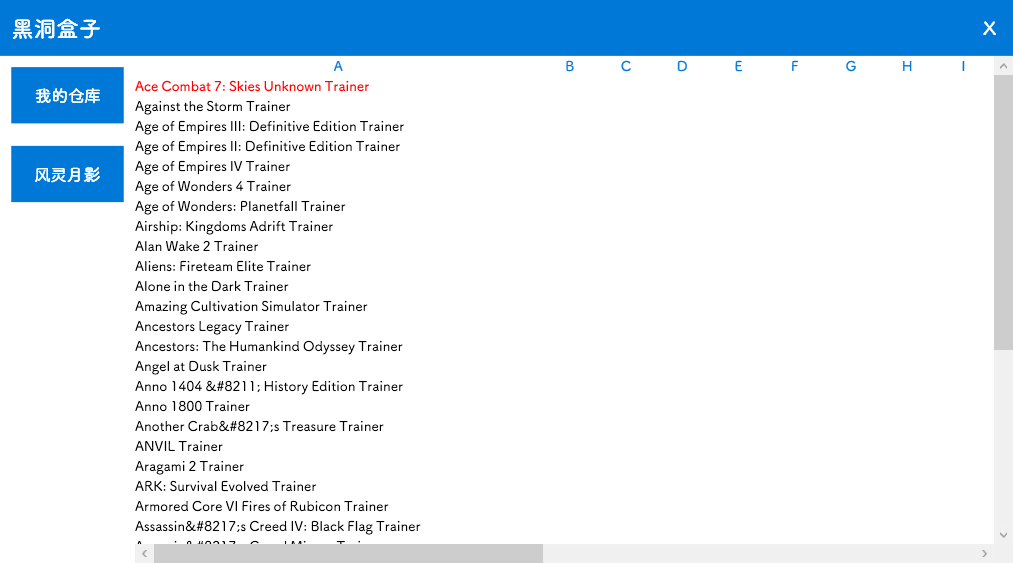 黑洞盒子 X
A B C D E F G H I
我的仓库
风灵月影
Ace Combat 7: Skies Unknown Trainer
Against the Storm Trainer
Age of Empires III: Definitive Edition Trainer
Age of Empires II: Definitive Edition Trainer
Age of Empires IV Trainer
Age of Wonders 4 Trainer
Age of Wonders: Planetfall Trainer
Airship: Kingdoms Adrift Trainer
Alan Wake 2 Trainer
Aliens: Fireteam Elite Trainer
Alone in the Dark Trainer
Amazing Cultivation Simulator Trainer
Ancestors Legacy Trainer
Ancestors: The Humankind Odyssey Trainer
Angel at Dusk Trainer
Anno 1404 &#8211; History Edition Trainer
Anno 1800 Trainer
Another Crab&#8217;s Treasure Trainer
ANVIL Trainer
Aragami 2 Trainer
ARK: Survival Evolved Trainer
Armored Core VI Fires of Rubicon Trainer
Assassin&#8217;s Creed IV: Black Flag Trainer